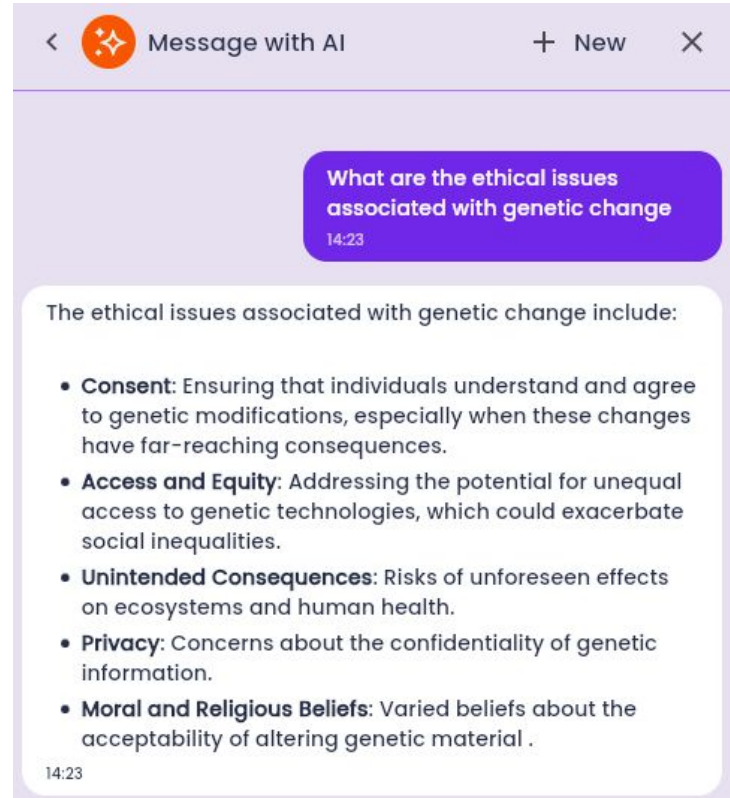 Message with AI
+ New
What are the ethical issues
associated with genetic change
14:23
The ethical issues associated with genetic change include:
• Consent: Ensuring that individuals understand and agree
to genetic modifications, especially when these changes
have far-reaching consequences.
• Access and Equity: Addressing the potential for unequal
access to genetic technologies, which could exacerbate
social inequalities.
• Unintended Consequences: Risks of unforeseen effects
on ecosystems and human health.
• Privacy: Concerns about the confidentiality of genetic
information.
• Moral and Religious Beliefs: Varied beliefs about the
acceptability of altering genetic material .
14:23